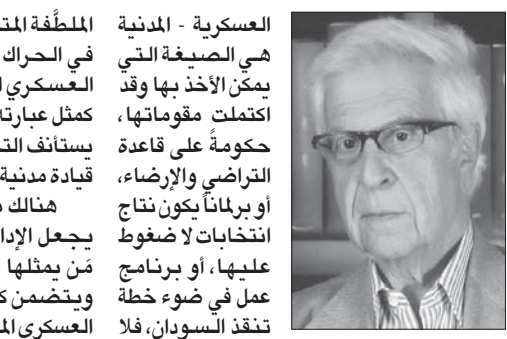 العسكرية - المدنية
هي الصيغة التي
يمكن الأخذ بها وقد
اكتملت مقوماتها،
حكومةً على قاعدة
التراضي والإرضاء،
أو برلماناً يكون نتاج
انتخابات لا ضغوط
عليها، أو برنامج
عمل في ضوء خطة
تنقذ السودان، فلا
الملطَّفة
في الحراك
العسكري
كمثل عبارته
يستأنف
قيادة مدنية
هنالك
يجعل
مَن يمثلها
ويتضمن
العسكري